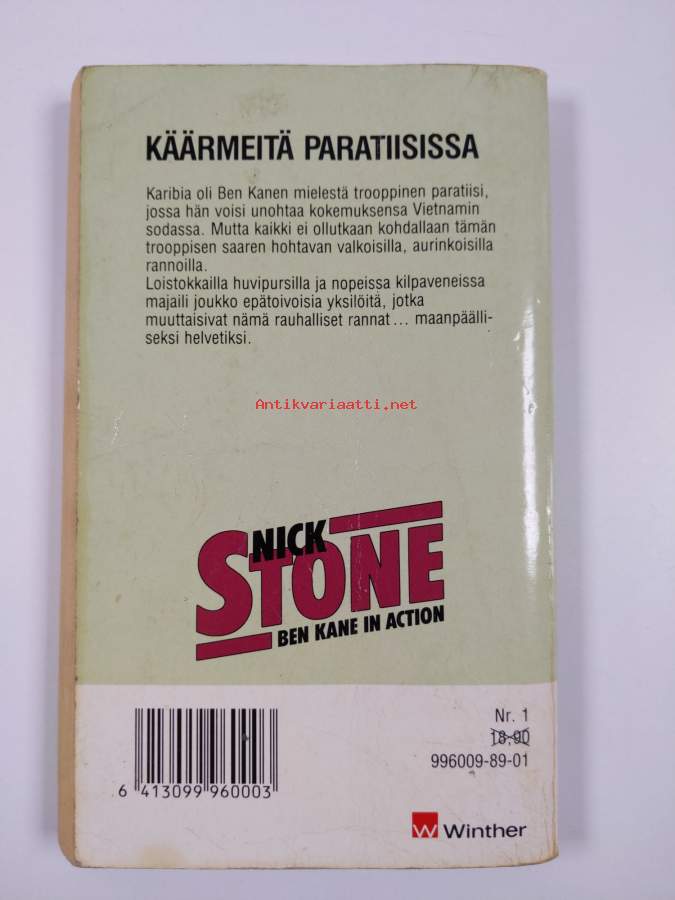 KÄÄRMEITÄ PARATIISISSA
Karibia oli Ben Kanen mielestä trooppinen paratiisi,
jossa hän voisi unohtaa kokemuksensa Vietnamin
sodassa. Mutta kaikki ei ollutkaan kohdallaan tämän
trooppisen saaren hohtavan valkoisilla, aurinkoisilla
rannoilla.
Loistokkailla huvipursilla ja nopeissa kilpaveneissa
majaili joukko epätoivoisia yksilöitä, jotka
muuttaisivat nämä rauhalliset rannat... maanpäälli-
seksi helvetiksi.
Antikvariaatti.net
NICK
STONE
BEN KANE IN ACTION
Nr. 1
18,90
996009-89-01
6 413099 960003
W Winther